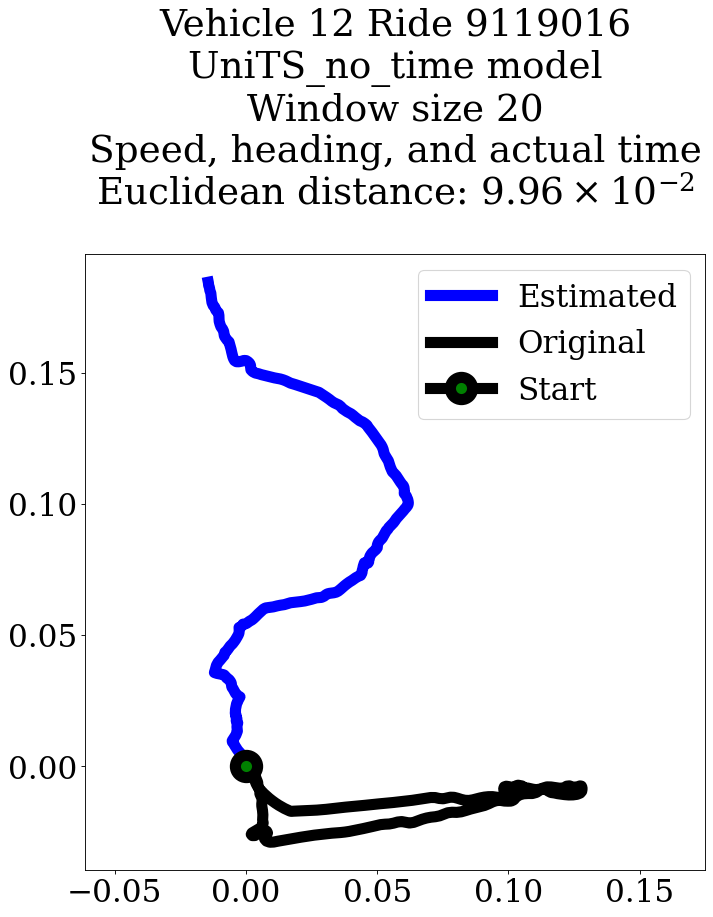 Vehicle 12 Ride 9119016
UniTS_no_time model
Window size 20
Speed, heading, and actual time
Euclidean distance: 9.96 × 10⁻²
Estimated
Original
Start
0.15
0.10
0.05
0.00
−0.05 0.00 0.05 0.10 0.15